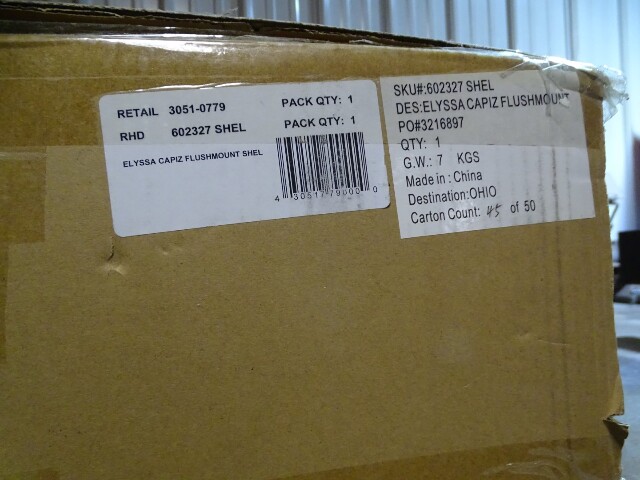 RETAIL 3051-0779 PACK QTY: 1
RHD 602327 SHEL PACK QTY: 1
ELYSSA CAPIZ FLUSHMOUNT SHEL
SKU#:602327 SHEL
DES:ELYSSA CAPIZ FLUSHMOUNT
PO#3216897
QTY: 1
G.W.: 7 KGS
Made in : China
Destination:OHIO
Carton Count: 45 of 50